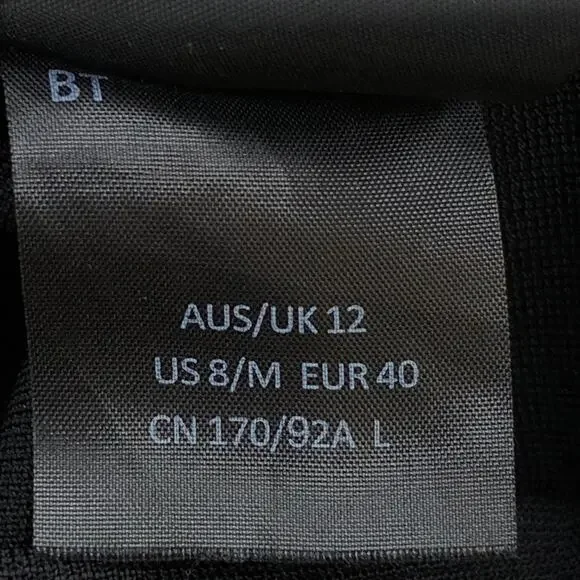 BT
AUS/UK 12
US 8/M EUR 40
CN 170/92A L